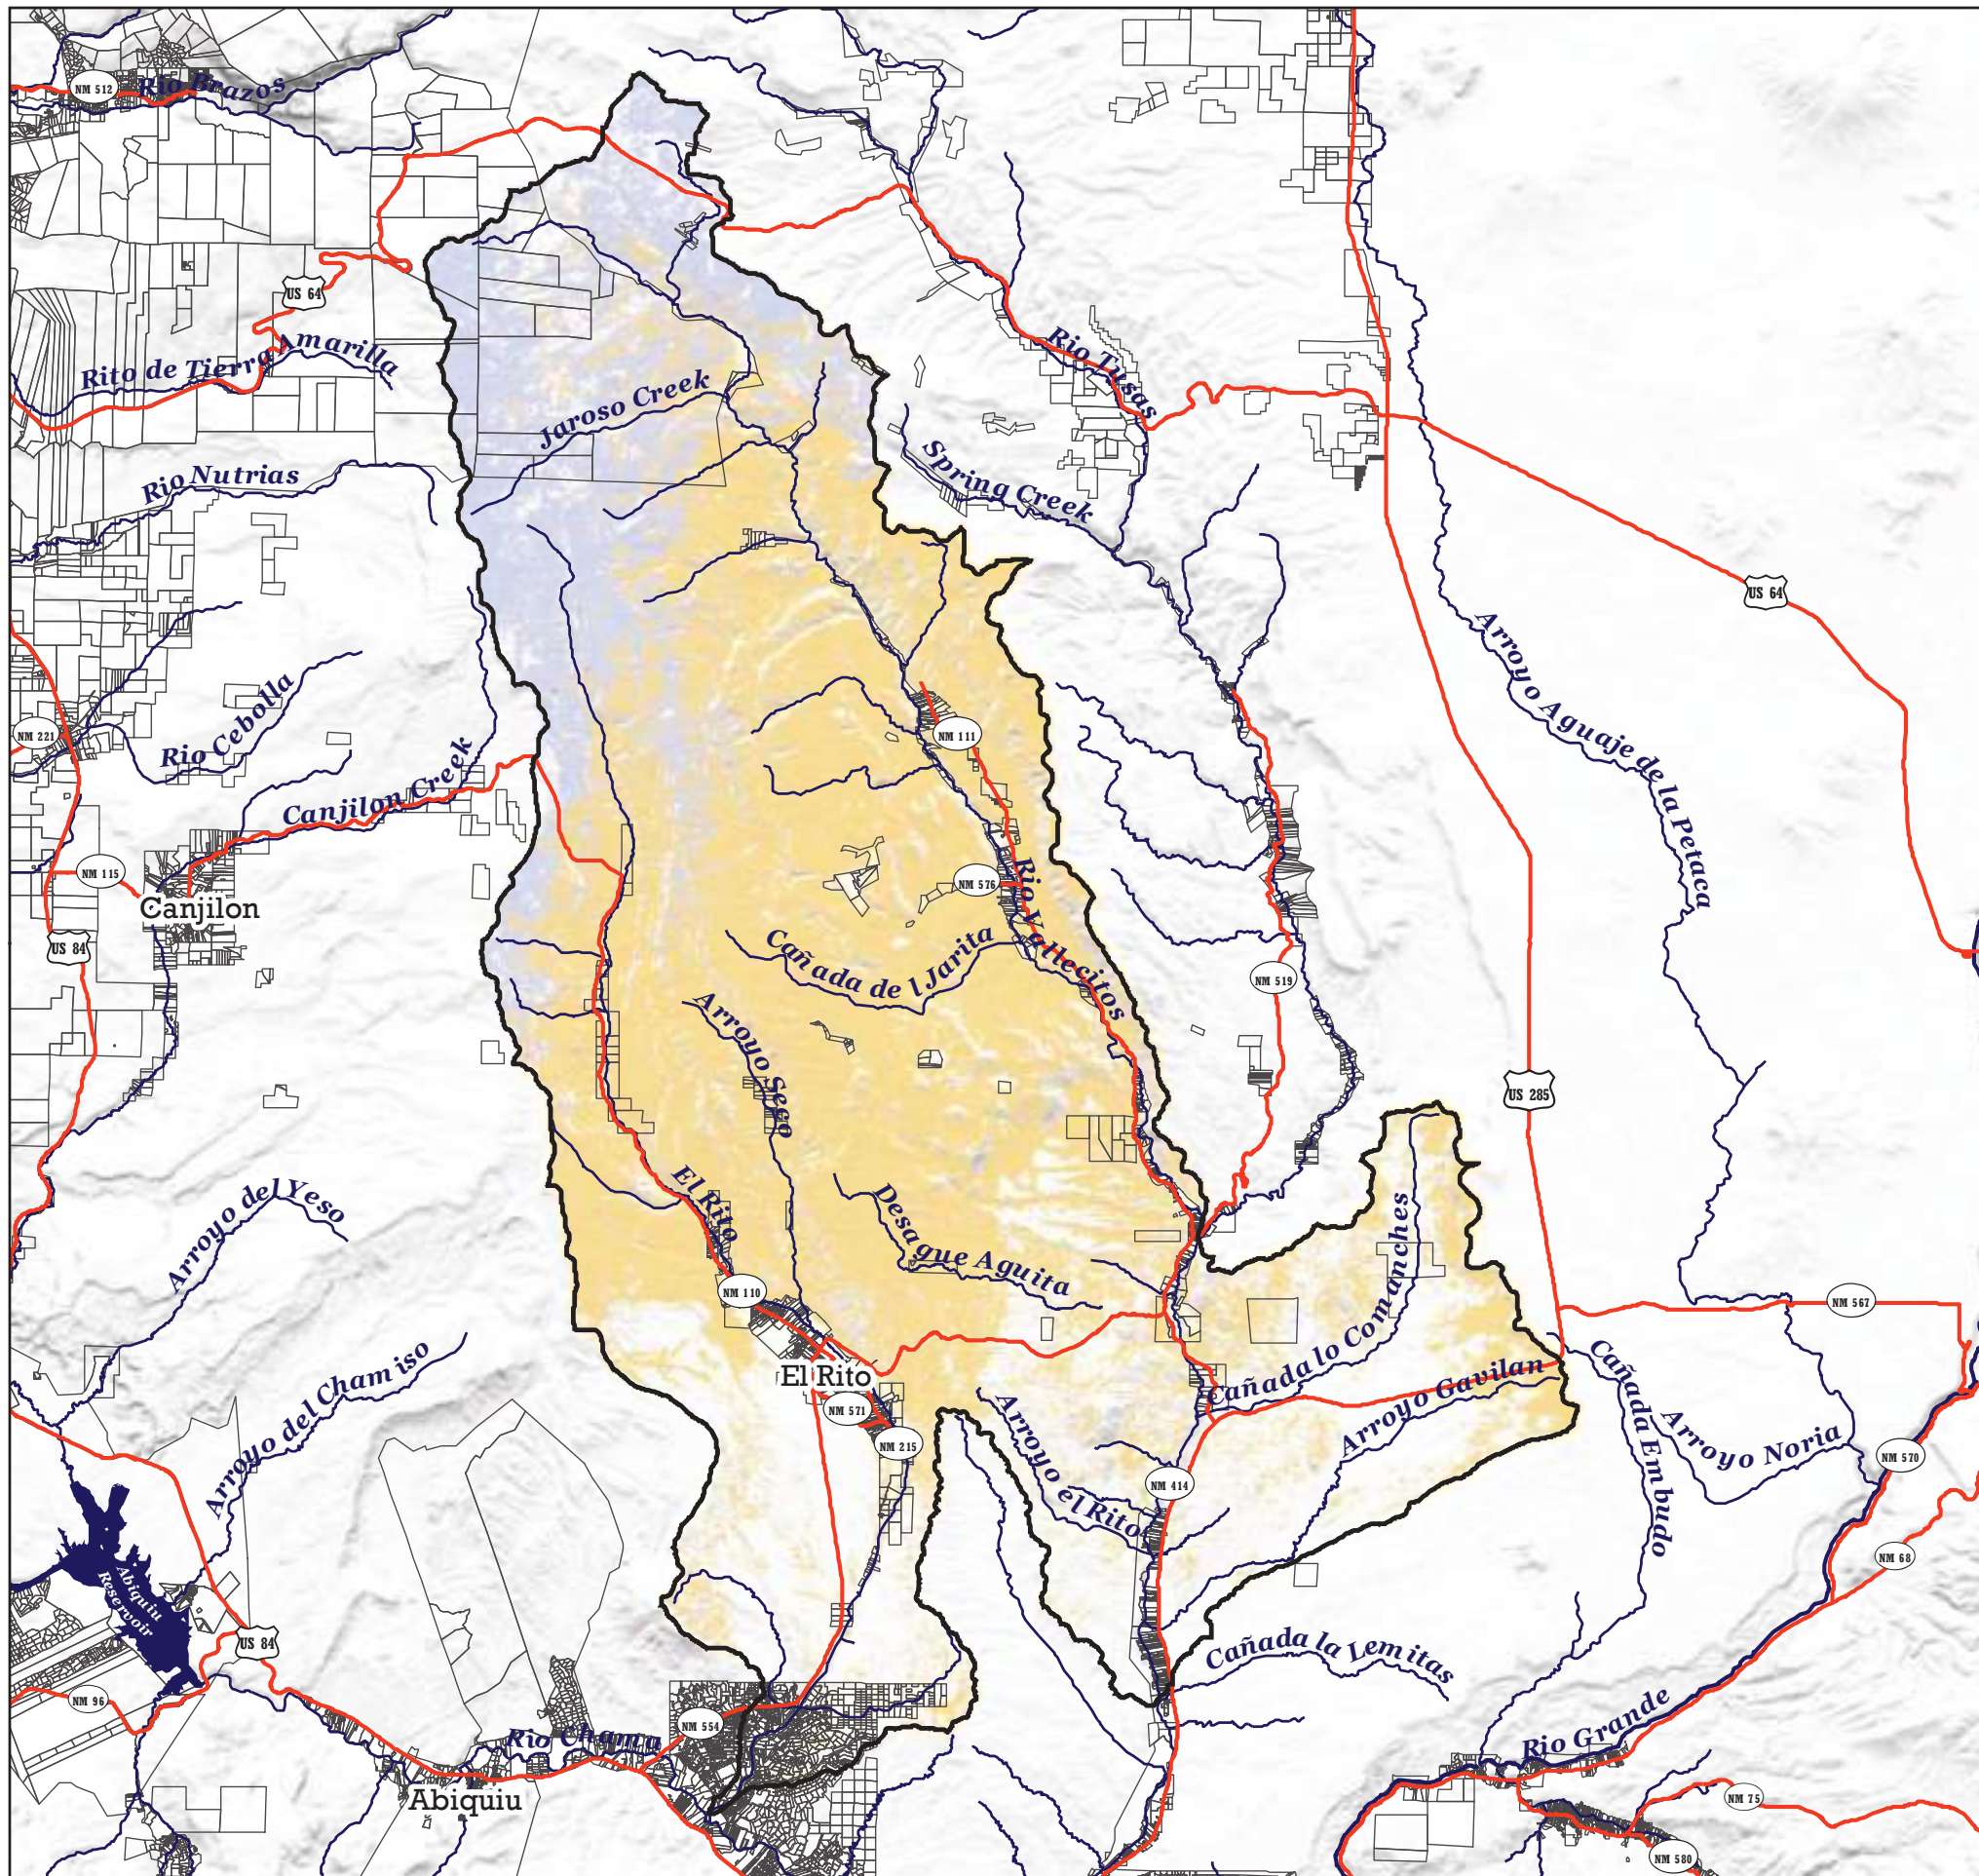 NM 512
Rio Brazos
US 64
Rito de Tierra Amarilla
Rio Tusas
Jaroso Creek
Spring Creek
Rio Nutrias
US 64
Arroyo Aguaje de la Petaca
Rio Cebolla
NM 221
NM 111
Canjilon Creek
NM 115
NM 576
Canjilon
Rio Vallecitos
US 84
Cañada de l Jarita
NM 519
Arroyo Seco
US 285
El Rito
Arroyo del Yeso
Desague Aguita
Cañada lo Comanches
NM 110
NM 567
Arroyo del Chamiso
El Rito
Arroyo Gavilan
Cañada Embudo
NM 571
Arroyo el Rito
NM 215
Arroyo Noria
NM 570
NM 414
NM 68
Abiquiu
Reservoir
US 84
Cañada la Lemitas
NM 96
NM 554
Rio Chama
Rio Grande
Abiquiu
NM 75
NM 580